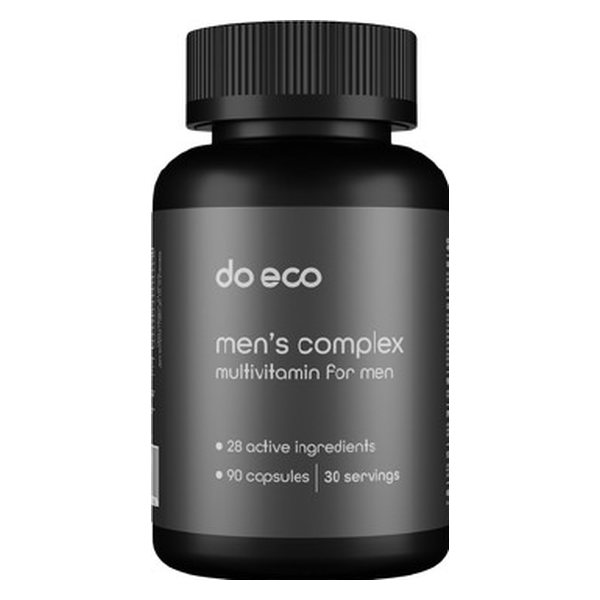 do eco
men's complex
multivitamin for men
• 28 active ingredients
• 90 capsules | 30 servings